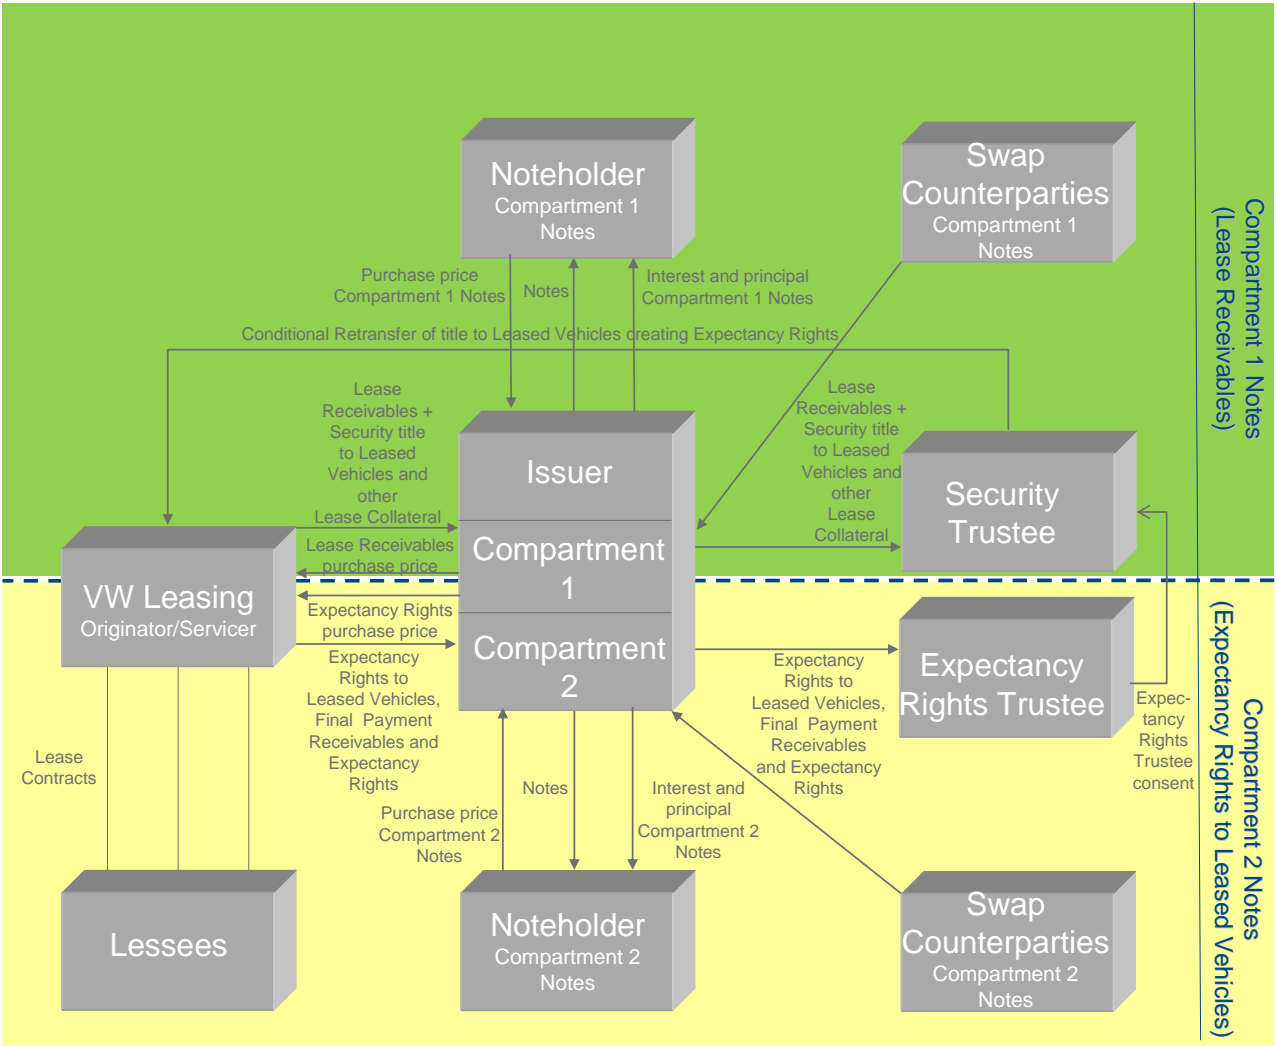 Noteholder
Compartment 1
Notes
Swap
Counterparties
Compartment 1
Notes
Compartment 1 Notes
(Lease Receivables)
Purchase price
Compartment 1 Notes
Notes
Interest and principal
Compartment 1 Notes
Conditional Retransfer of title to Leased Vehicles creating Expectancy Rights
Lease
Receivables +
Security title
to Leased
Vehicles and
other
Lease Collateral
Lease
Receivables +
Security title
to Leased
Vehicles and
other
Lease
Collateral
Issuer
Compartment
1
Compartment
2
Security
Trustee
Lease Receivables
purchase price
VW Leasing
Originator/Servicer
Expectancy Rights
purchase price
Expectancy
Rights to
Leased Vehicles,
Final Payment
Receivables and
Expectancy
Rights
Expectancy
Rights to
Leased Vehicles,
Final Payment
Receivables
and Expectancy
Rights
Expectancy
Rights Trustee
Expec-
tancy
Rights
Trustee
consent
Compartment 2 Notes
(Expectancy Rights to Leased Vehicles)
Lease
Contracts
Purchase price
Compartment 2
Notes
Notes
Interest and
principal
Compartment 2
Notes
Lessees
Noteholder
Compartment 2
Notes
Swap
Counterparties
Compartment 2
Notes